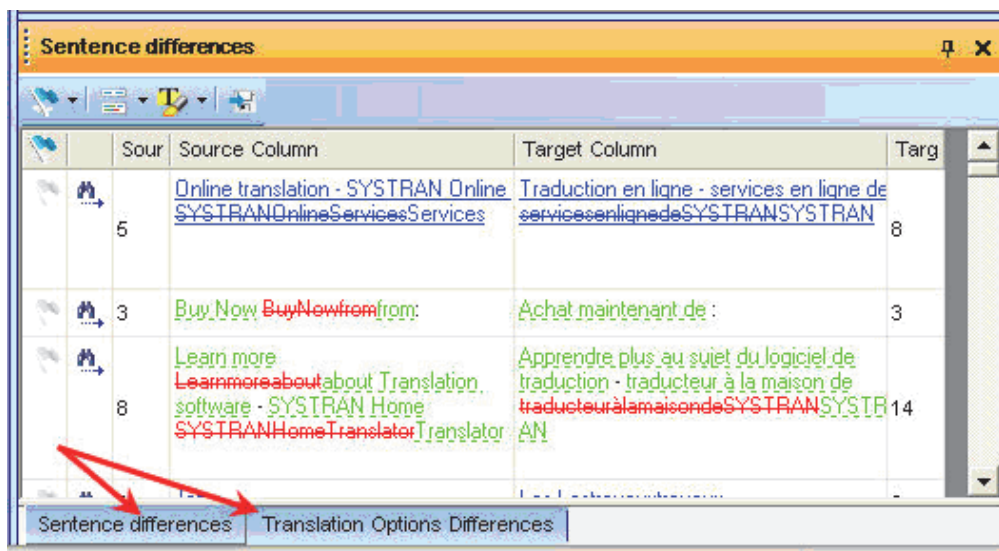 Sentence differences
Sour Source Column Target Column Targ
Online translation - SYSTRAN Online Traduction en ligne - services en ligne de
SYSTRANOnlineServicesServices servicesenlignedeSYSTRANSYSTRAN
5 8
3 Buy Now BuyNowfromfrom: Achat maintenant de : 3
Learn more Apprendre plus au sujet du logiciel de
Learnmoreaboutabout Translation traduction - traducteur à la maison de
8 software - SYSTRAN Home traducteuràlamaisondeSYSTRANSYSTR 14
SYSTRANHomeTranslatorTranslator AN
Sentence differences Translation Options Differences